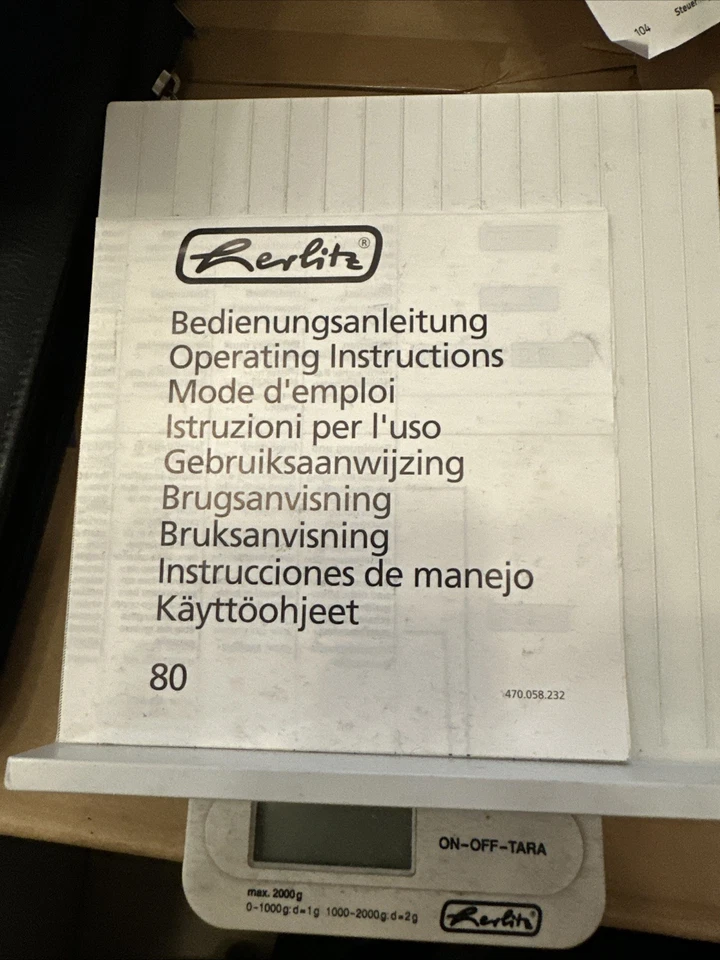 104
Herlitz®
Bedienungsanleitung
Operating Instructions
Mode d'emploi
Istruzioni per l'uso
Gebruiksaanwijzing
Brugsanvisning
Bruksanvisning
Instrucciones de manejo
Käyttöohjeet
80
470.058.232
ON-OFF-TARA
max. 2000g
0-1000g:d=1g 1000-2000g:d=2g
Herlitz®